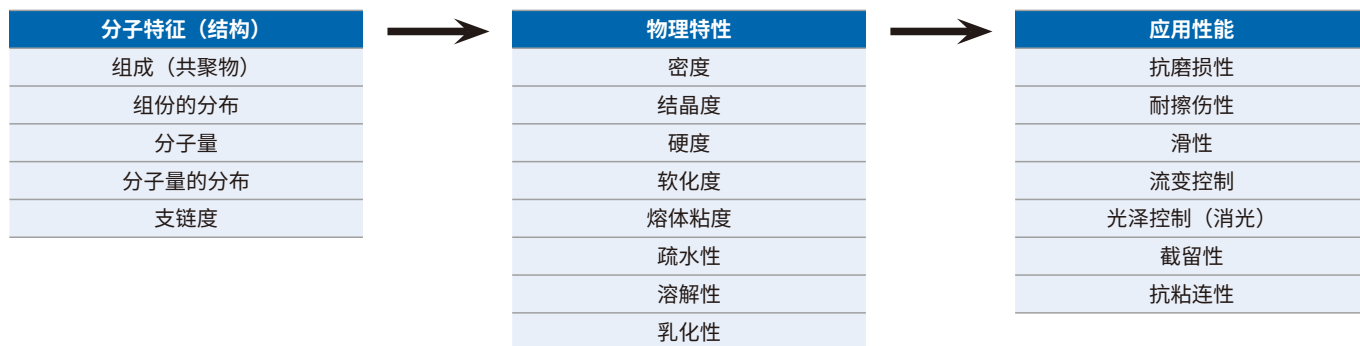 分子特征（结构）
组成（共聚物）
组份的分布
分子量
分子量的分布
支链度
物理特性
密度
结晶度
硬度
软化度
熔体粘度
疏水性
溶解性
乳化性
应用性能
抗磨损性
耐擦伤性
滑性
流变控制
光泽控制（消光）
截留性
抗粘连性